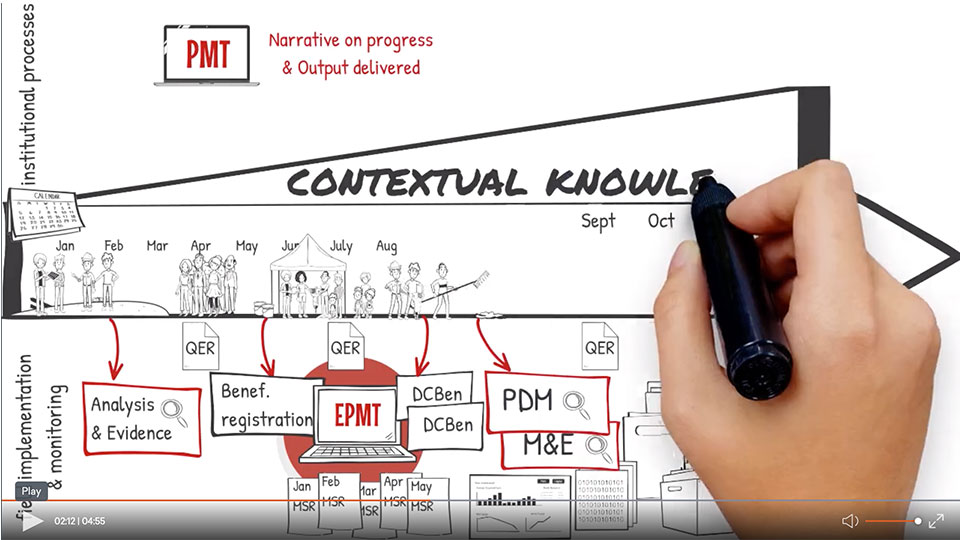 institutional processes
PMT
Narrative on progress
& Output delivered
CONTEXTUAL KNOWLE
CALENDAR
Sept Oct
Jan Feb Mar Apr May Jun July Aug
QER
QER
QER
field implementation
& monitoring
Analysis
& Evidence
Benef.
registration
EPMT
DCBen
DCBen
PDM
M&E
Jan
MSR
Feb
MSR
Mar
MSR
Apr
MSR
May
MSR
Play
02:12 | 04:55